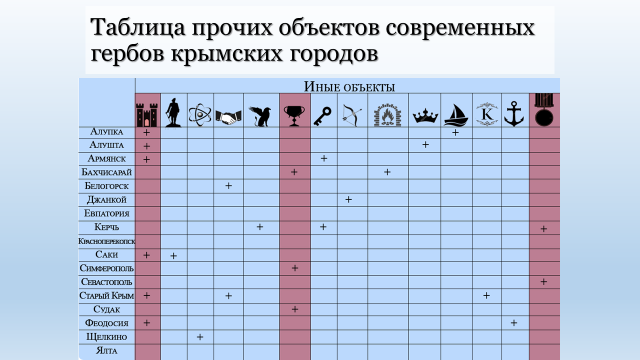 Таблица прочих объектов современных
гербов крымских городов
Иные объекты
K
Алупка + +
Алушта + +
Армянск + +
Бахчисарай + +
Белогорск +
Джанкой +
Евпатория
Керчь + + +
Красноперекопск
Саки + +
Симферополь +
Севастополь +
Старый Крым + + +
Судак +
Феодосия + +
Щелкино +
Ялта